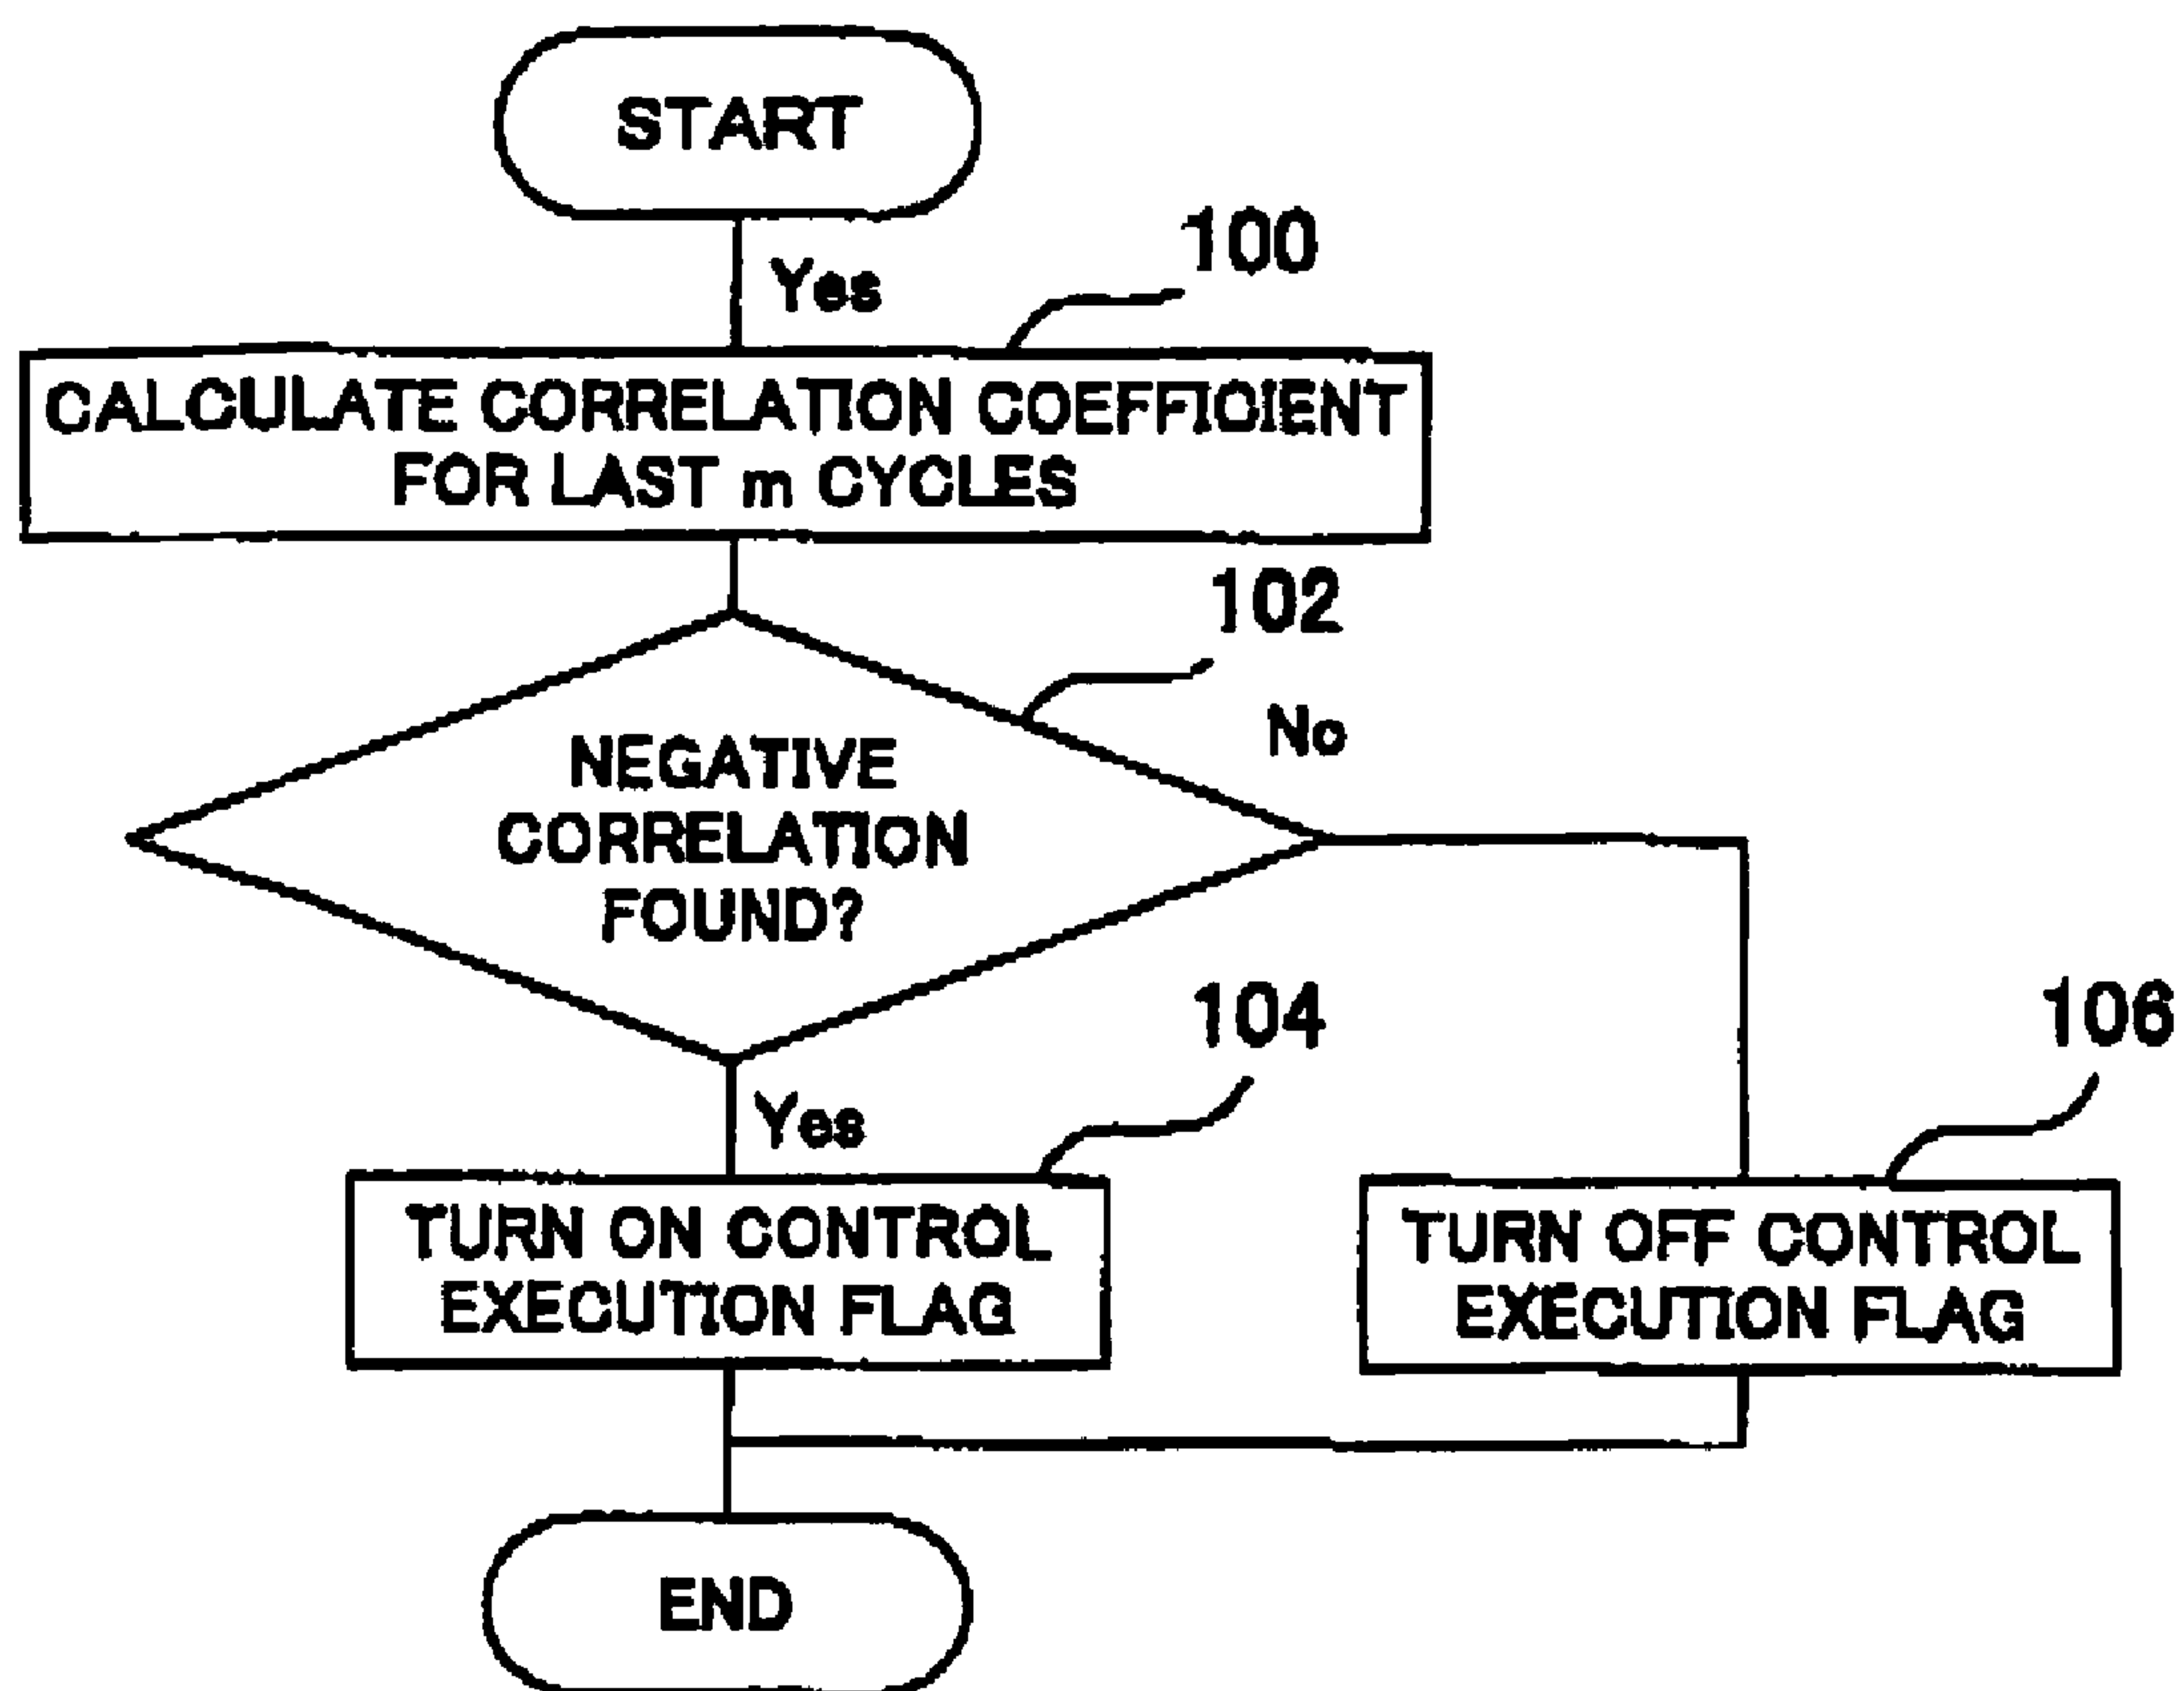 START
Yes
100
CALCULATE CORRELATION COEFFICIENT
FOR LAST m CYCLES
102
No
NEGATIVE
CORRELATION
FOUND?
104
106
Yes
TURN ON CONTROL
EXECUTION FLAG
TURN OFF CONTROL
EXECUTION FLAG
END